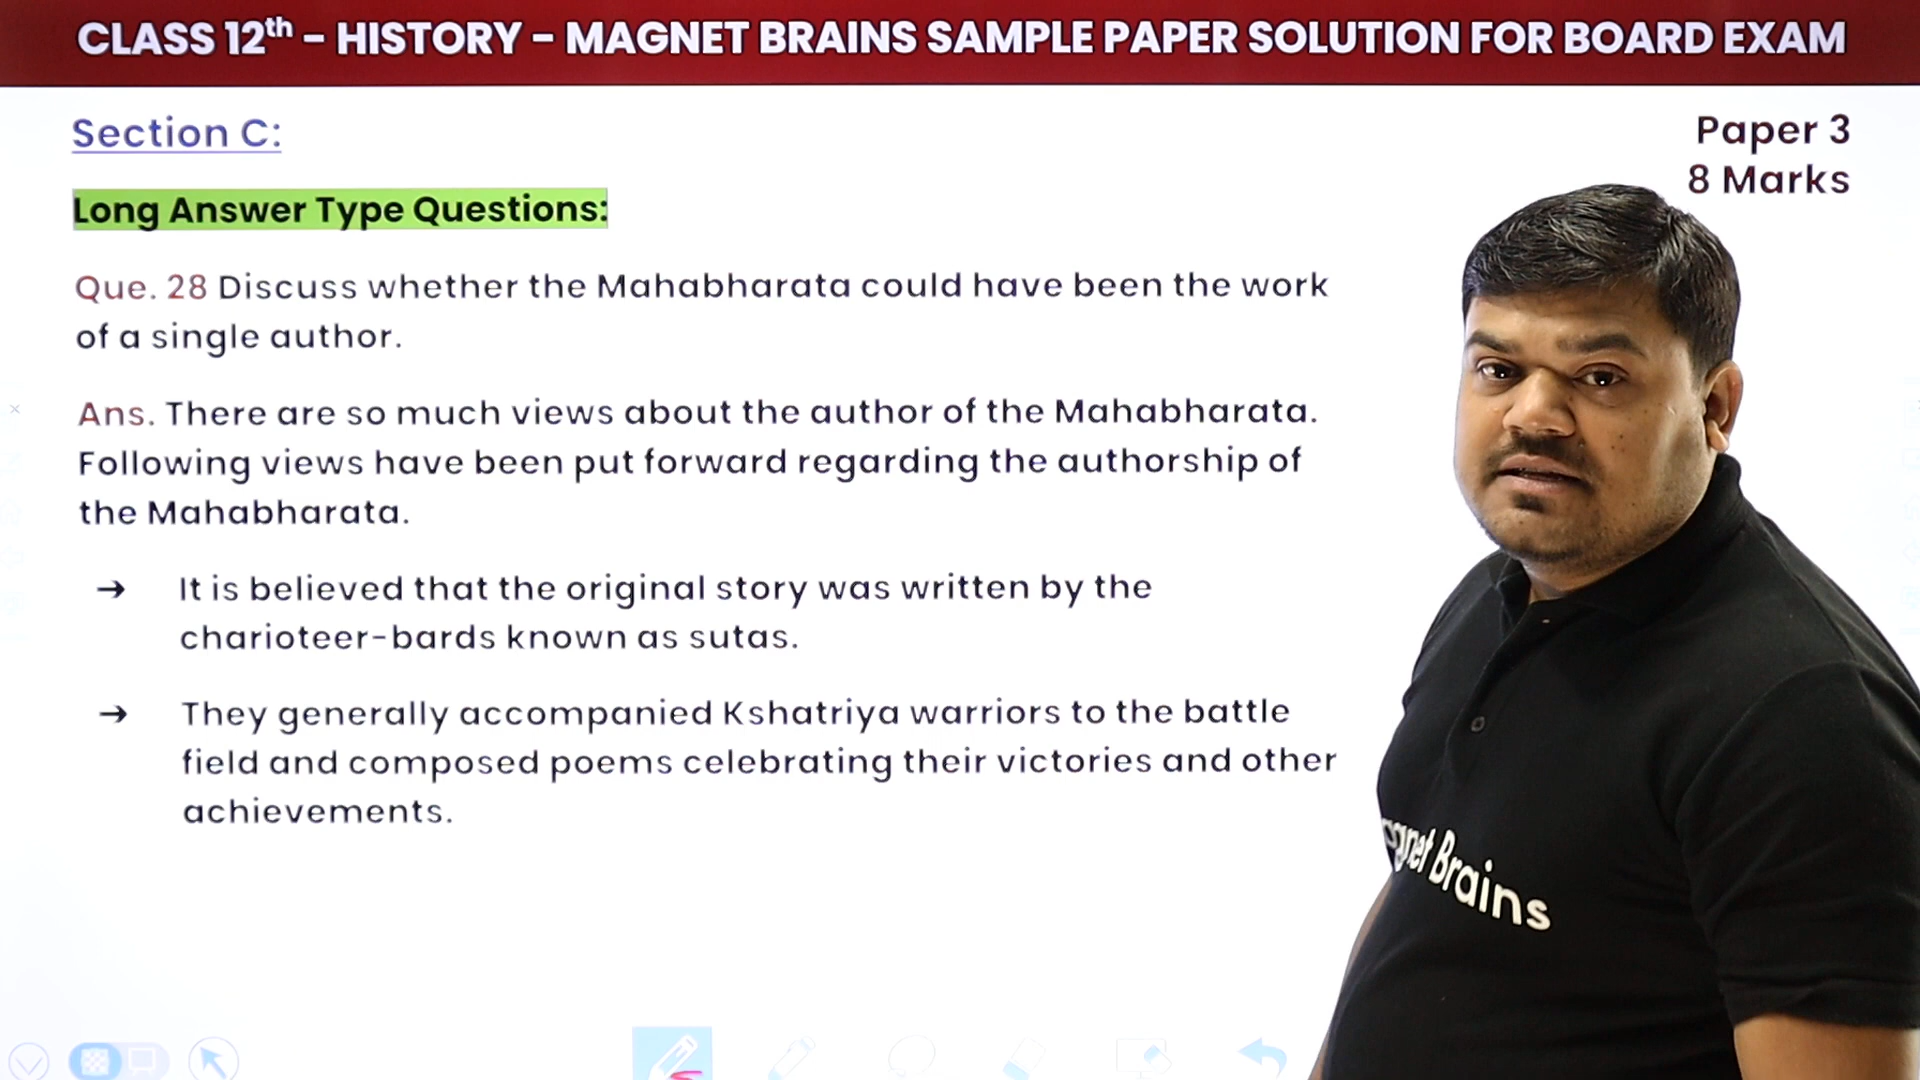 CLASS 12th - HISTORY - MAGNET BRAINS SAMPLE PAPER SOLUTION FOR BOARD EXAM
Section C:
Paper 3
8 Marks
Long Answer Type Questions:
Que. 28 Discuss whether the Mahabharata could have been the work
of a single author.
Ans. There are so much views about the author of the Mahabharata.
Following views have been put forward regarding the authorship of
the Mahabharata.
→ It is believed that the original story was written by the
charioteer-bards known as sutas.
→ They generally accompanied Kshatriya warriors to the battle
field and composed poems celebrating their victories and other
achievements.
Brains